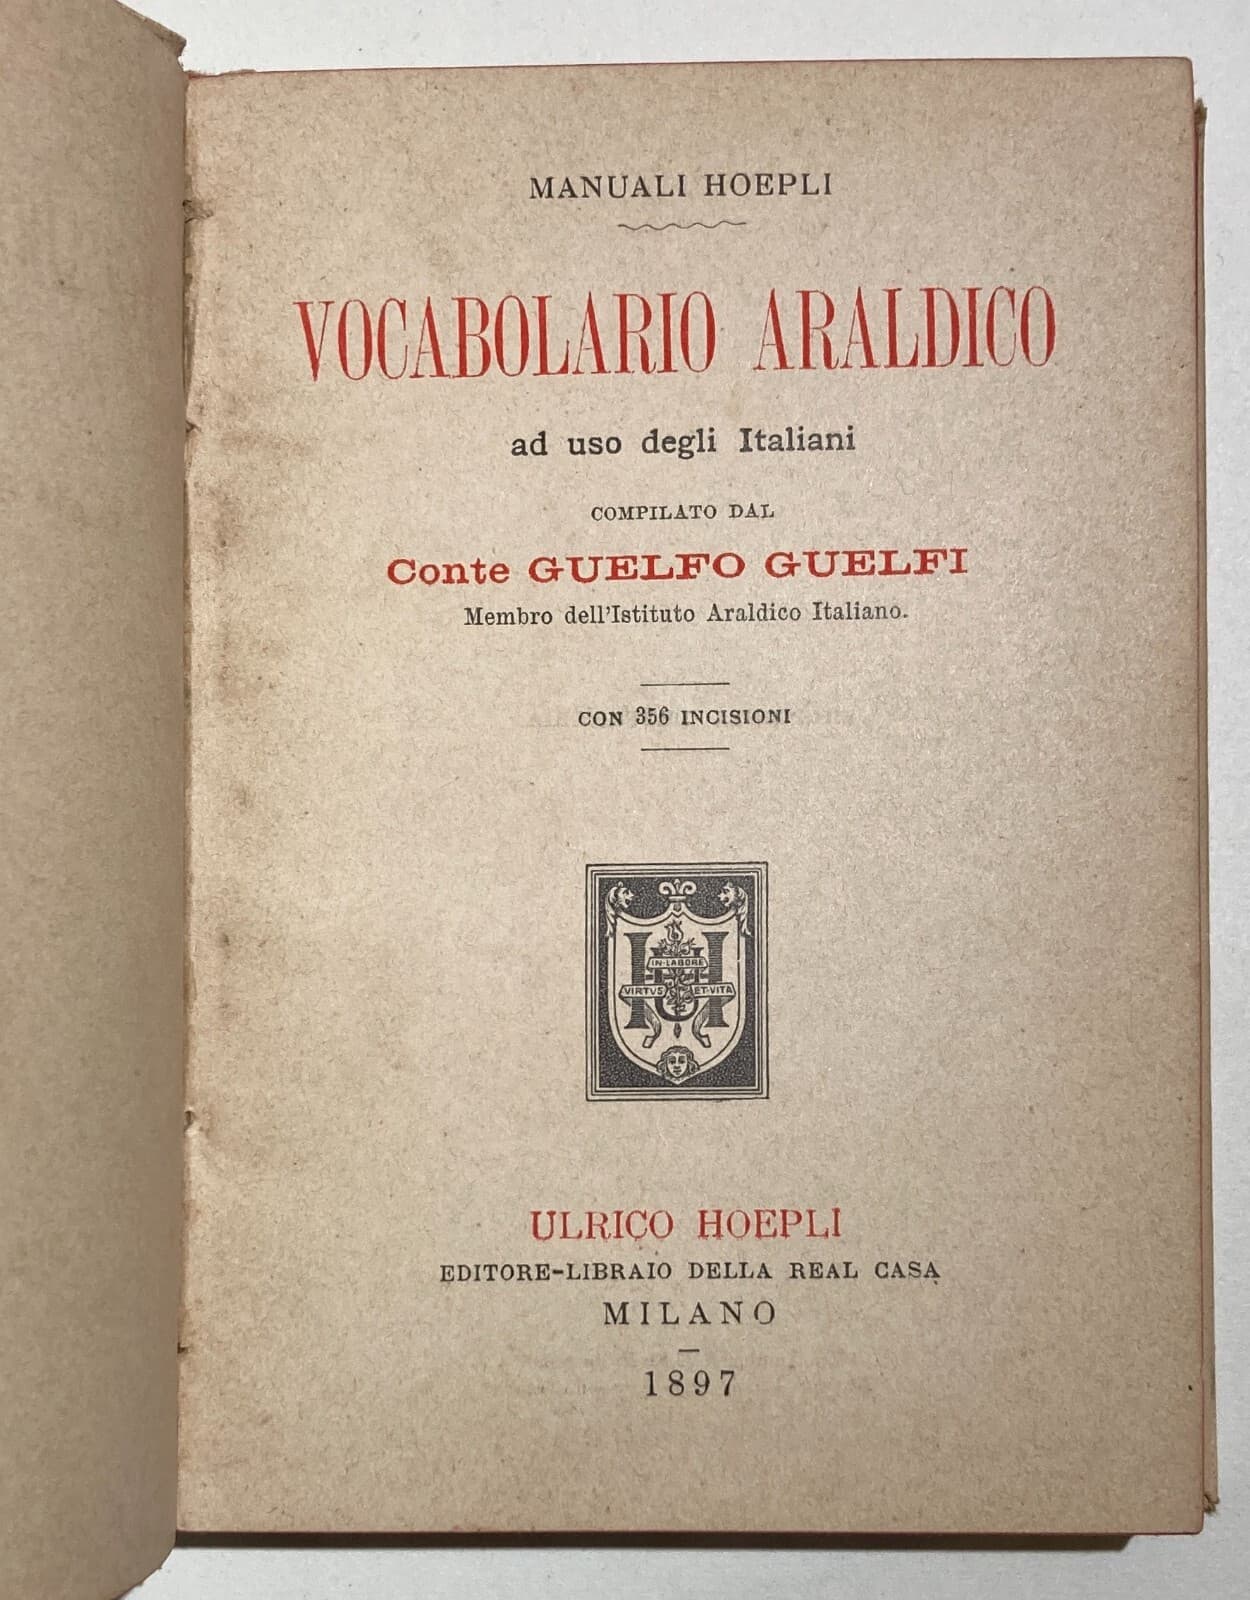 MANUALI HOEPLI
VOCABOLARIO ARALDICO
ad uso degli Italiani
COMPILATO DAL
Conte GUELFO GUELFI
Membro dell'Istituto Araldico Italiano.
CON 356 INCISIONI
H
IN·LABORE
VIRTVS ET·VITA
ULRICO HOEPLI
EDITORE-LIBRAIO DELLA REAL CASA
MILANO
1897